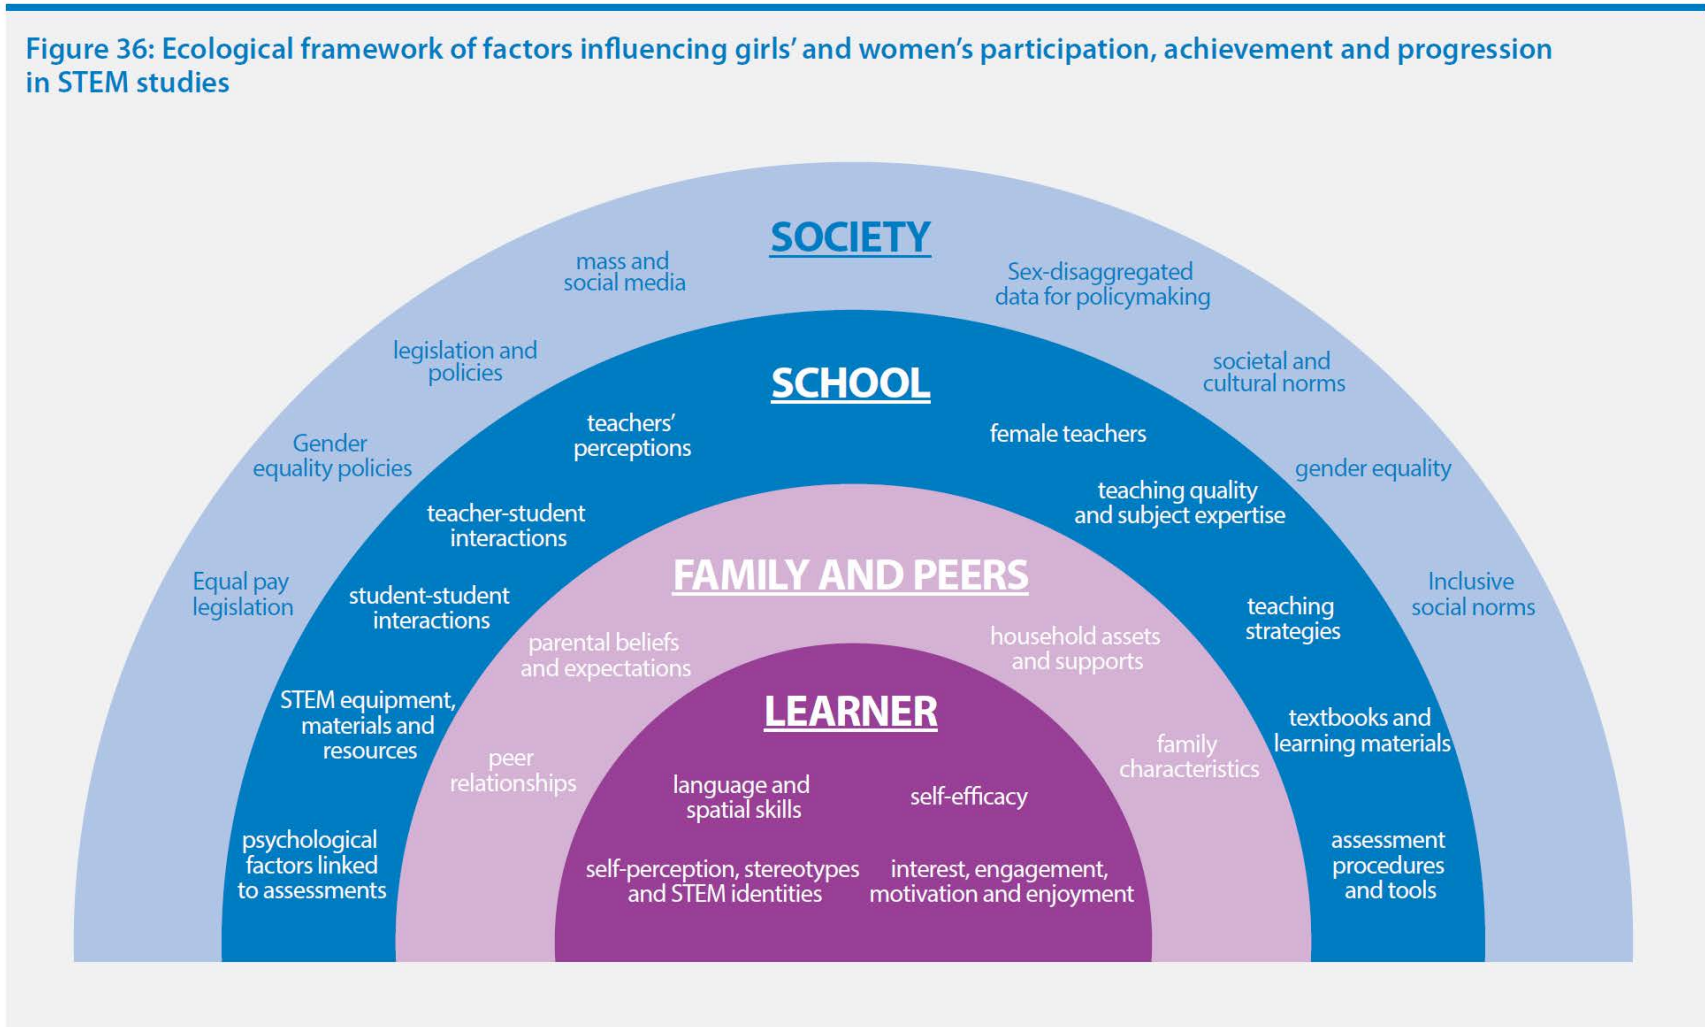 Figure 36: Ecological framework of factors influencing girls’ and women’s participation, achievement and progression
in STEM studies
SOCIETY
mass and
social media
Sex-disaggregated
data for policymaking
legislation and
policies
societal and
cultural norms
Gender
equality policies
gender equality
Equal pay
legislation
Inclusive
social norms
SCHOOL
teachers’
perceptions
female teachers
teacher-student
interactions
teaching quality
and subject expertise
student-student
interactions
teaching
strategies
STEM equipment,
materials and
resources
textbooks and
learning materials
psychological
factors linked
to assessments
assessment
procedures
and tools
FAMILY AND PEERS
parental beliefs
and expectations
household assets
and supports
peer
relationships
family
characteristics
LEARNER
language and
spatial skills
self-efficacy
self-perception, stereotypes
and STEM identities
interest, engagement,
motivation and enjoyment